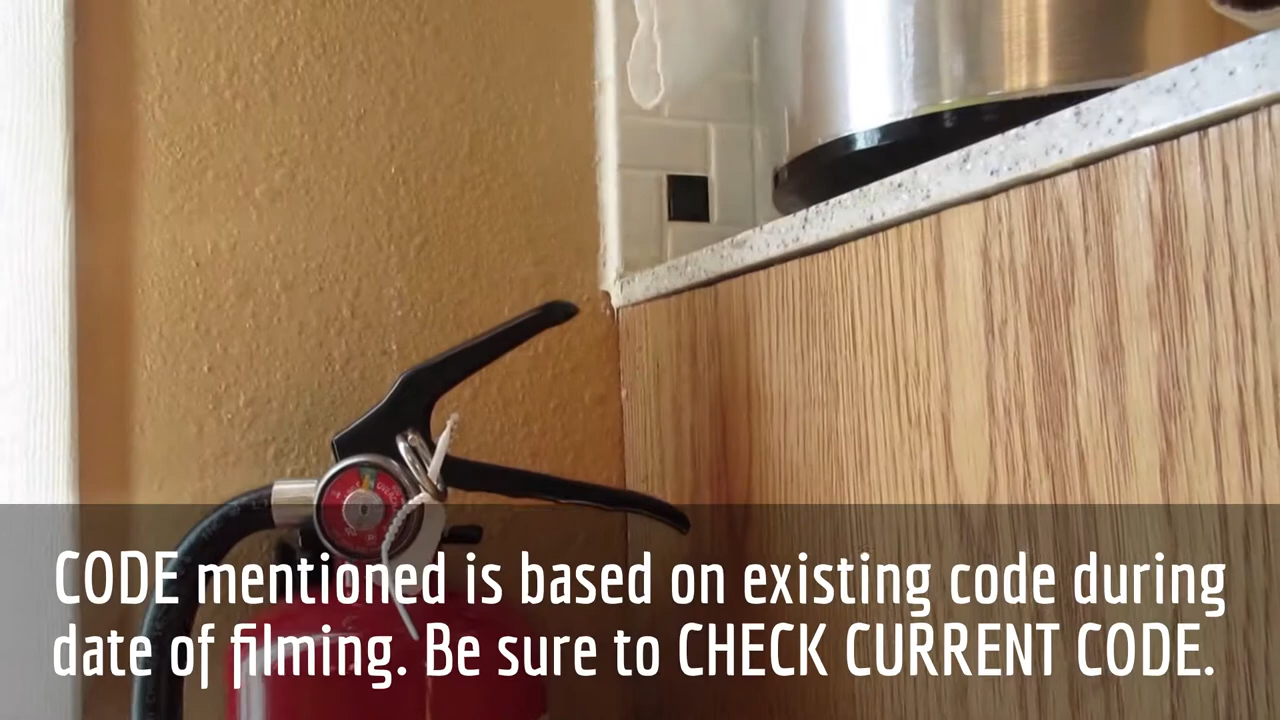 CODE mentioned is based on existing code during
date of filming. Be sure to CHECK CURRENT CODE.